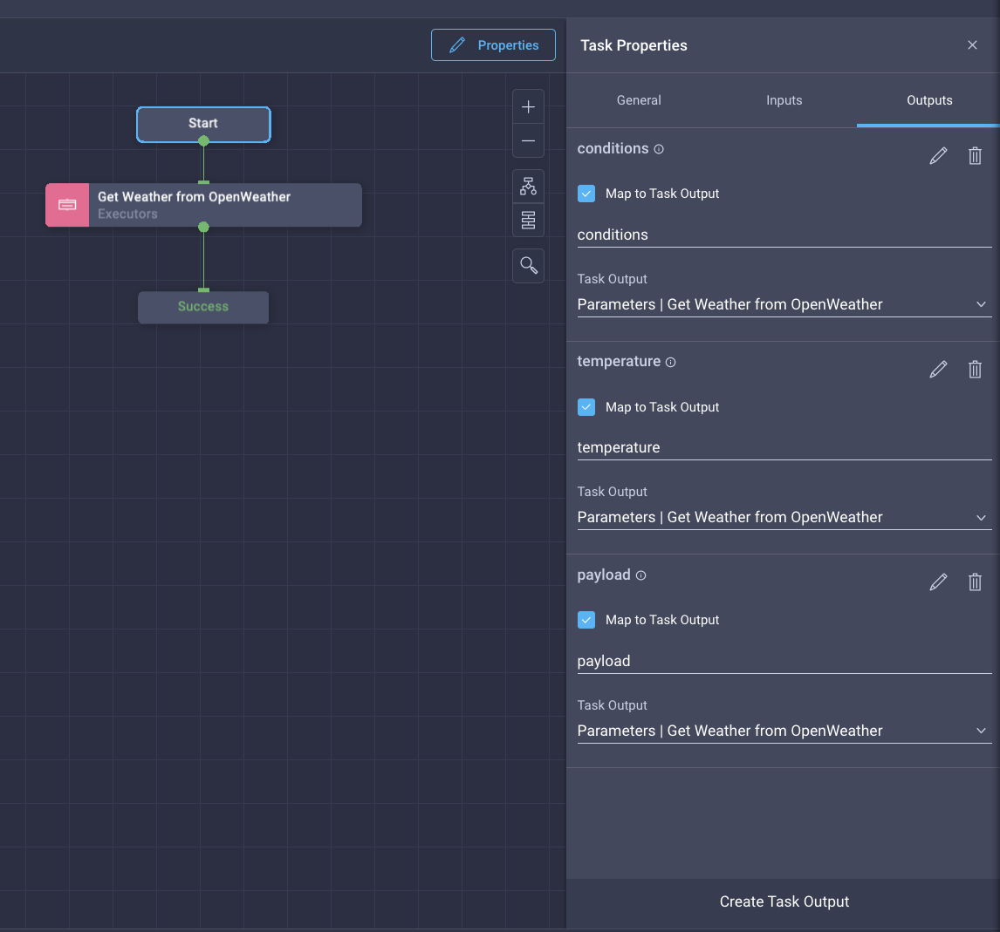 Properties
Start
Get Weather from OpenWeather
Executors
Success
Task Properties
General
Inputs
Outputs
conditions
Map to Task Output
conditions
Task Output
Parameters | Get Weather from OpenWeather
temperature
Map to Task Output
temperature
Task Output
Parameters | Get Weather from OpenWeather
payload
Map to Task Output
payload
Task Output
Parameters | Get Weather from OpenWeather
Create Task Output